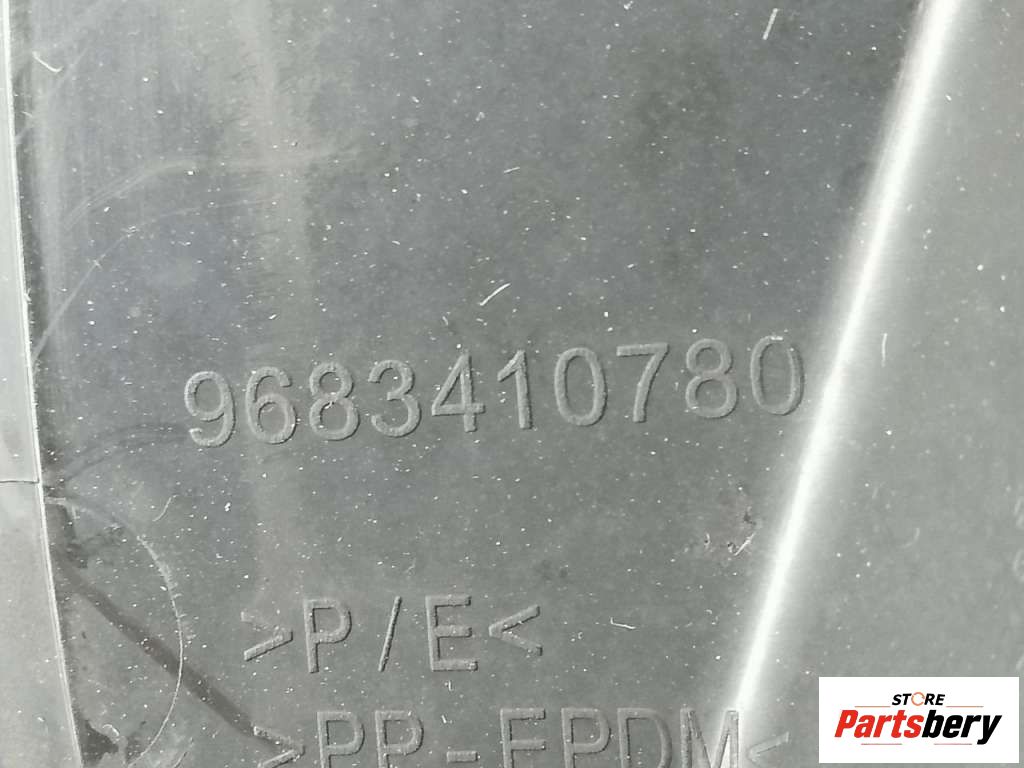 9683410780
>P/E<
>PP-EPDM<
STORE
Partsbery